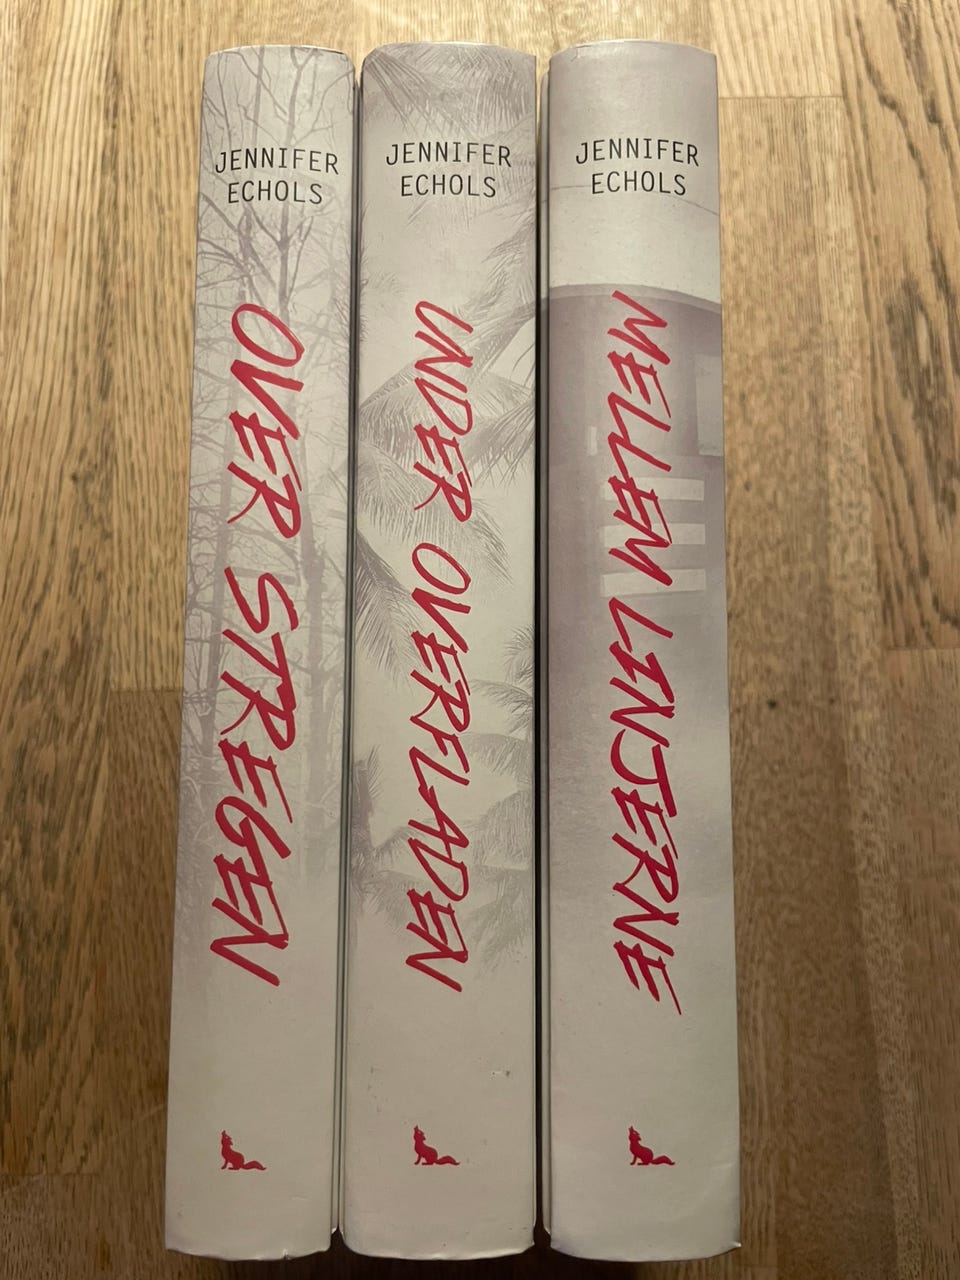 JENNIFER
ECHOLS
OVER STREGEN
JENNIFER
ECHOLS
UNDER OVERFLADEN
JENNIFER
ECHOLS
MELLEM LINJERNE